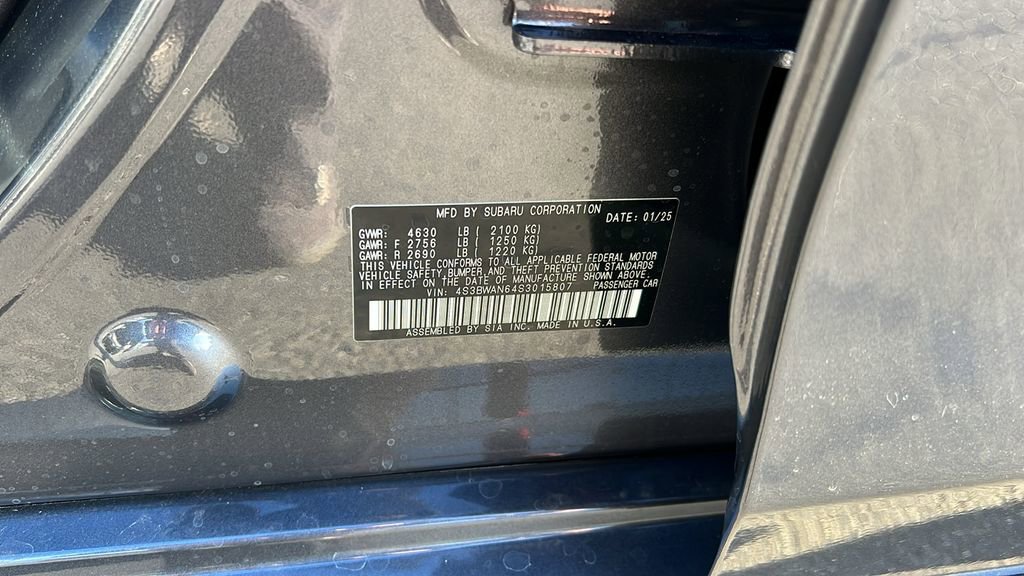 MFD BY SUBARU CORPORATION DATE: 01/25
GVWR: 4630 LB ( 2100 KG)
GAWR: F 2756 LB ( 1250 KG)
GAWR: R 2690 LB ( 1220 KG)
THIS VEHICLE CONFORMS TO ALL APPLICABLE FEDERAL MOTOR
VEHICLE SAFETY,BUMPER,AND THEFT PREVENTION STANDARDS
IN EFFECT ON THE DATE OF MANUFACTURE SHOWN ABOVE.
VIN: 4S3BWAN64S3015807 PASSENGER CAR
ASSEMBLED BY SIA INC. MADE IN U.S.A.